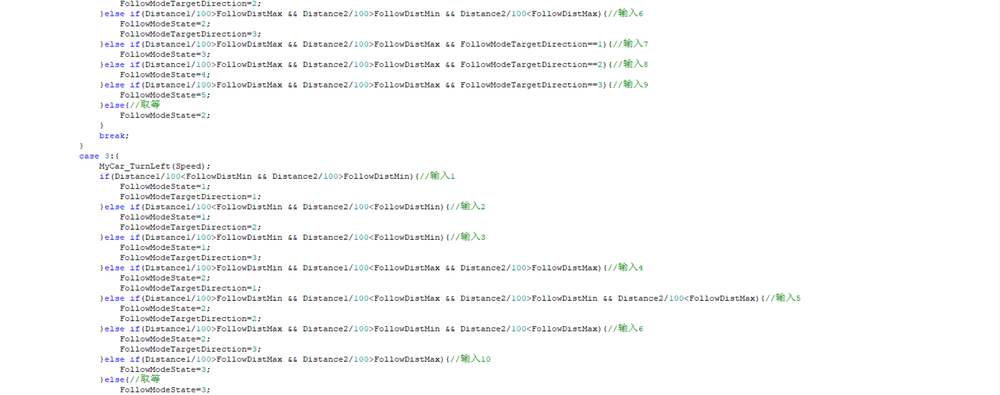 FollowModeTargetDirection=2;
}else if(Distance1/100>FollowDistMax && Distance2/100>FollowDistMin && Distance2/100<FollowDistMax){//输入6
FollowModeState=2;
FollowModeTargetDirection=3;
}else if(Distance1/100>FollowDistMax && Distance2/100>FollowDistMax && FollowModeTargetDirection==1){//输入7
FollowModeState=3;
}else if(Distance1/100>FollowDistMax && Distance2/100>FollowDistMax && FollowModeTargetDirection==2){//输入8
FollowModeState=4;
}else if(Distance1/100>FollowDistMax && Distance2/100>FollowDistMax && FollowModeTargetDirection==3){//输入9
FollowModeState=5;
}else{//取等
FollowModeState=2;
}
break;
}
case 3:{
MyCar_TurnLeft(Speed);
if(Distance1/100<FollowDistMin && Distance2/100>FollowDistMin){//输入1
FollowModeState=1;
FollowModeTargetDirection=1;
}else if(Distance1/100<FollowDistMin && Distance2/100<FollowDistMin){//输入2
FollowModeState=1;
FollowModeTargetDirection=2;
}else if(Distance1/100>FollowDistMin && Distance2/100<FollowDistMin){//输入3
FollowModeState=1;
FollowModeTargetDirection=3;
}else if(Distance1/100>FollowDistMin && Distance1/100<FollowDistMax && Distance2/100>FollowDistMax){//输入4
FollowModeState=2;
FollowModeTargetDirection=1;
}else if(Distance1/100>FollowDistMin && Distance1/100<FollowDistMax && Distance2/100>FollowDistMin && Distance2/100<FollowDistMax){//输入5
FollowModeState=2;
FollowModeTargetDirection=2;
}else if(Distance1/100>FollowDistMax && Distance2/100>FollowDistMin && Distance2/100<FollowDistMax){//输入6
FollowModeState=2;
FollowModeTargetDirection=3;
}else if(Distance1/100>FollowDistMax && Distance2/100>FollowDistMax){//输入10
FollowModeState=3;
}else{//取等
FollowModeState=3;